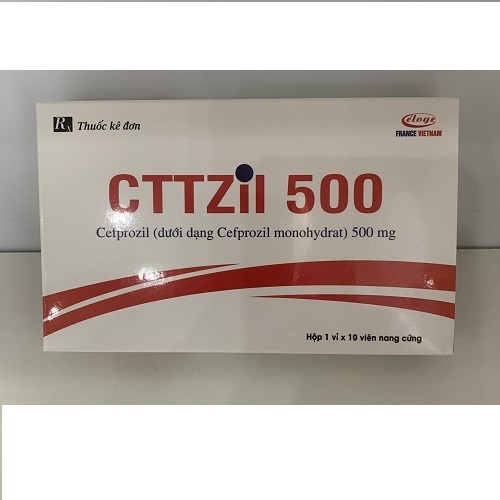 Rx Thuốc kê đơn
éloge
FRANCE VIETNAM
CTTZil 500
Cefprozil (dưới dạng Cefprozil monohydrat) 500 mg
Hộp 1 vỉ x 10 viên nang cứng